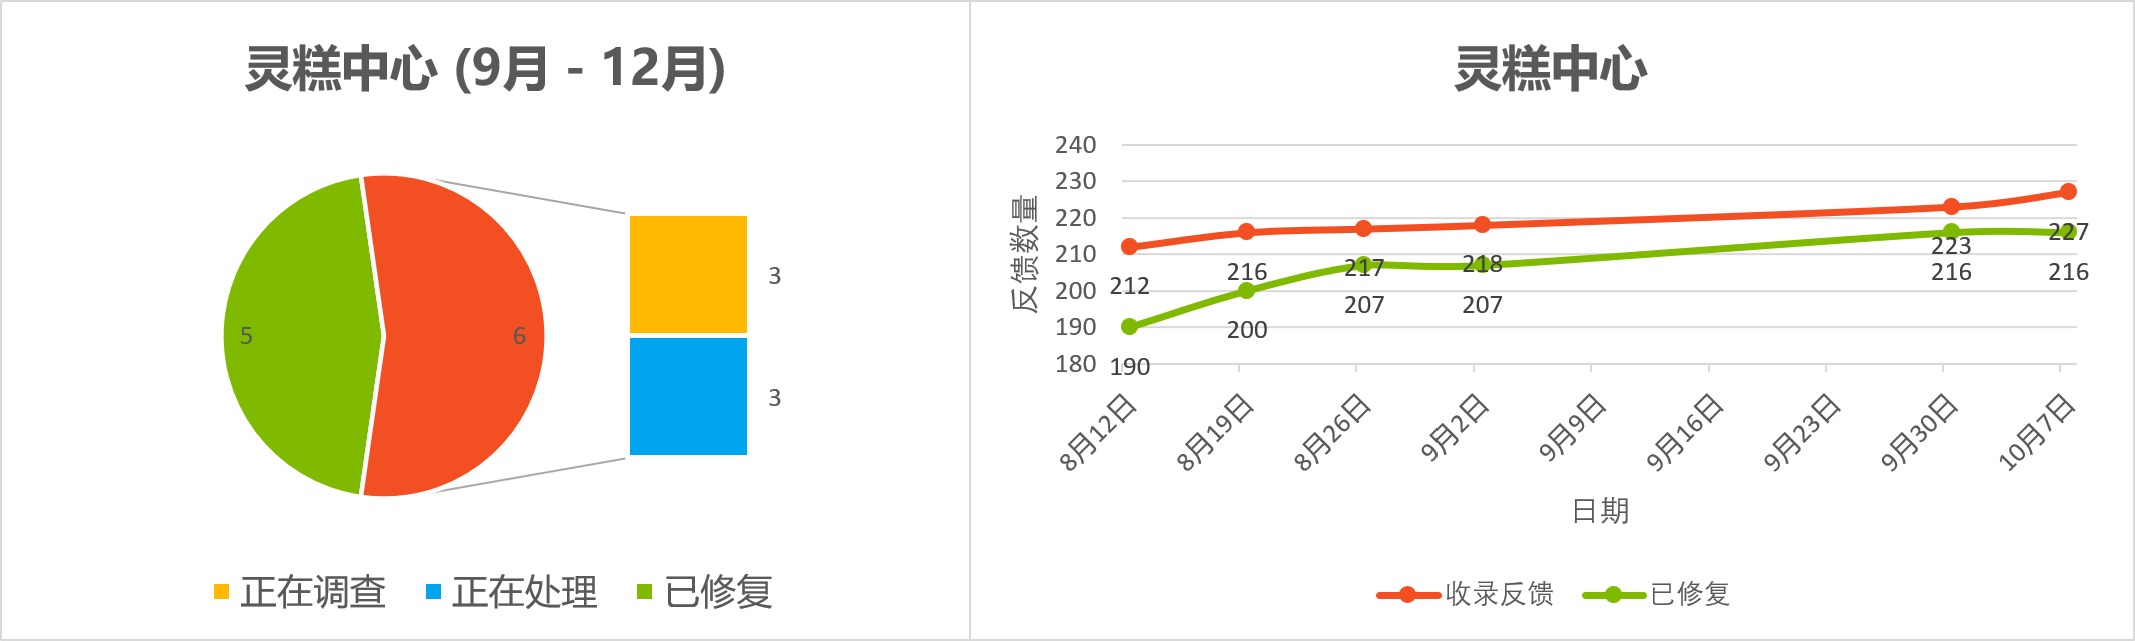 灵糕中心 (9月 - 12月)
5
6
3
3
正在调查
正在处理
已修复
灵糕中心
反馈数量
240
230
220
210
200
190
180
212
216
217
218
223
227
190
200
207
207
216
216
8月12日
8月19日
8月26日
9月2日
9月9日
9月16日
9月23日
9月30日
10月7日
日期
收录反馈
已修复